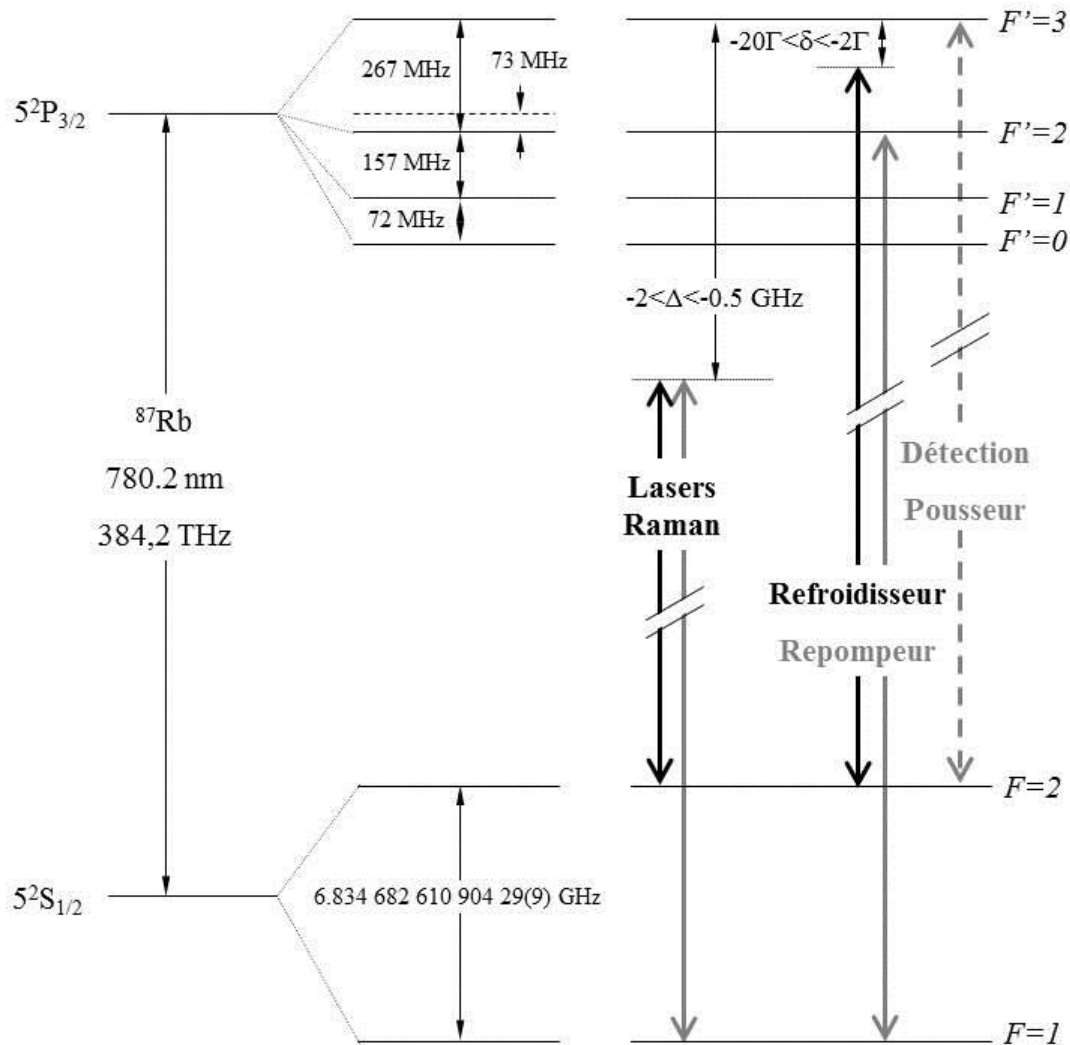 F'=3
-20Γ<δ<-2Γ
73 MHz
267 MHz
5²P₃/₂
F'=2
157 MHz
F'=1
72 MHz
F'=0
-2<Δ<-0.5 GHz
⁸⁷Rb
780.2 nm
384,2 THz
Lasers
Raman
Détection
Pousseur
Refroidisseur
Repompeur
F=2
5²S₁/₂
6.834 682 610 904 29(9) GHz
F=1